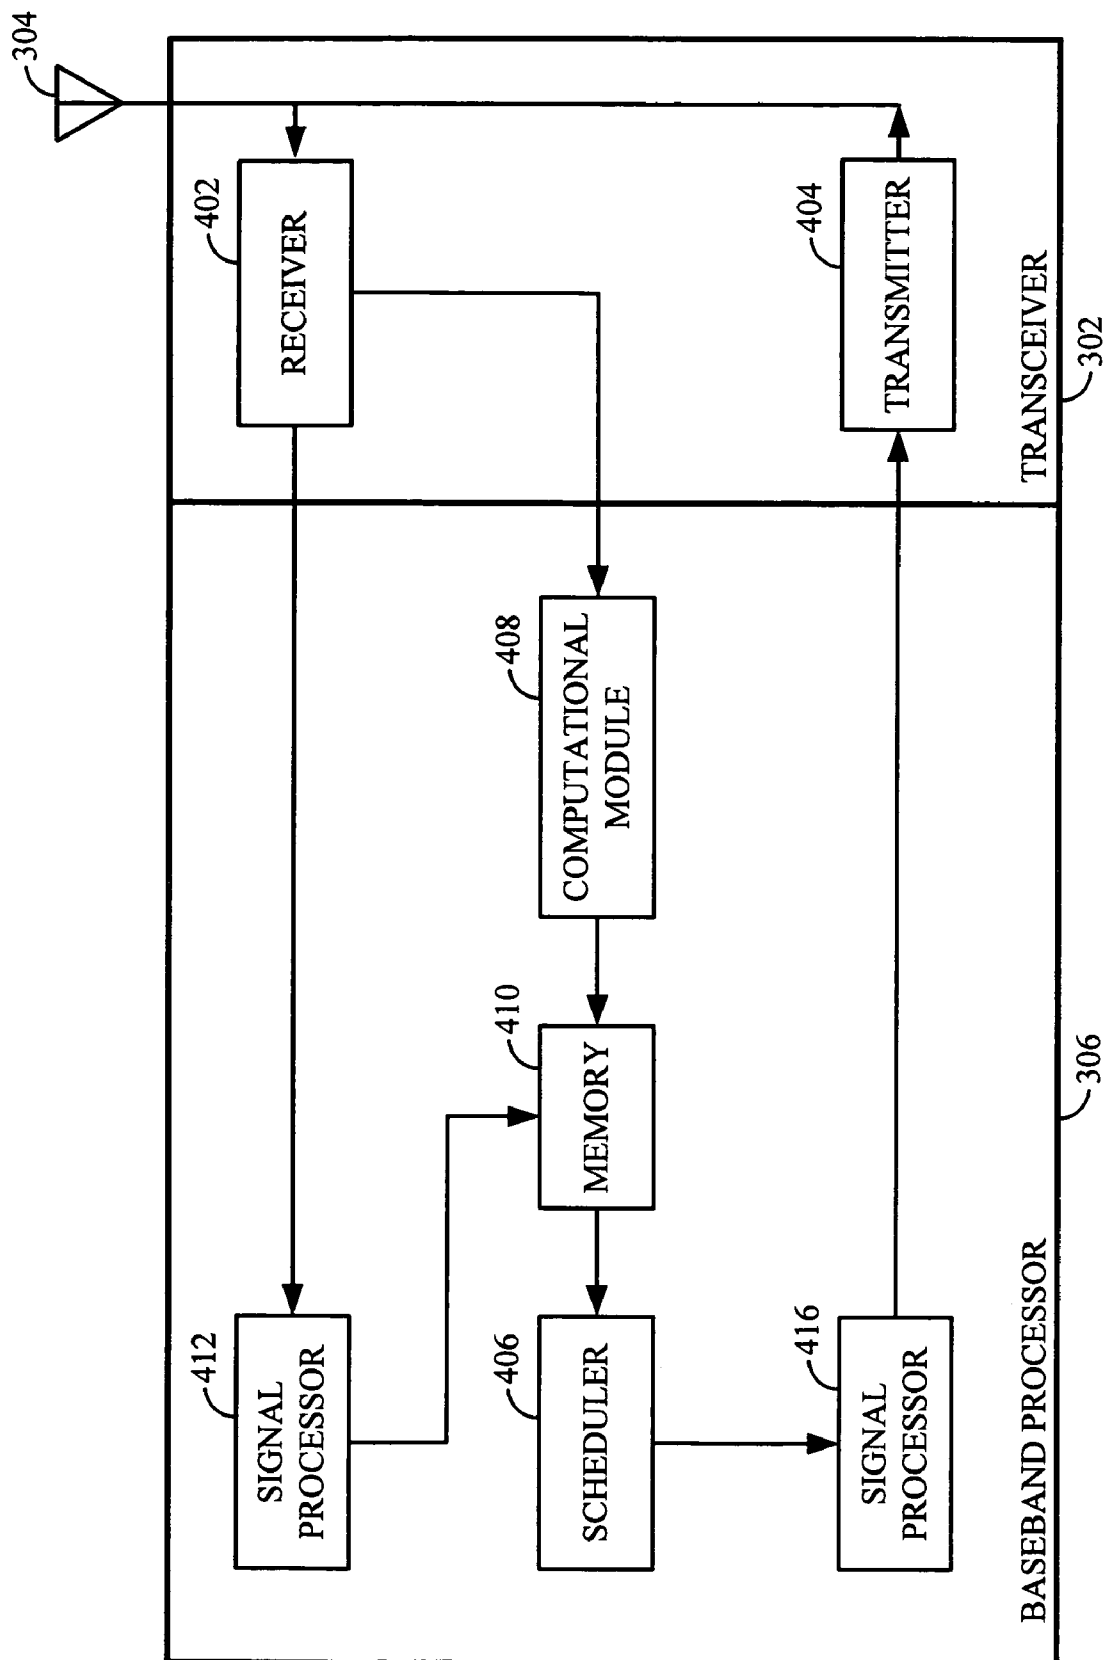 304
402
RECEIVER
404
TRANSMITTER
TRANSCEIVER
302
408
COMPUTATIONAL
MODULE
410
MEMORY
412
SIGNAL
PROCESSOR
406
SCHEDULER
416
SIGNAL
PROCESSOR
BASEBAND PROCESSOR
306